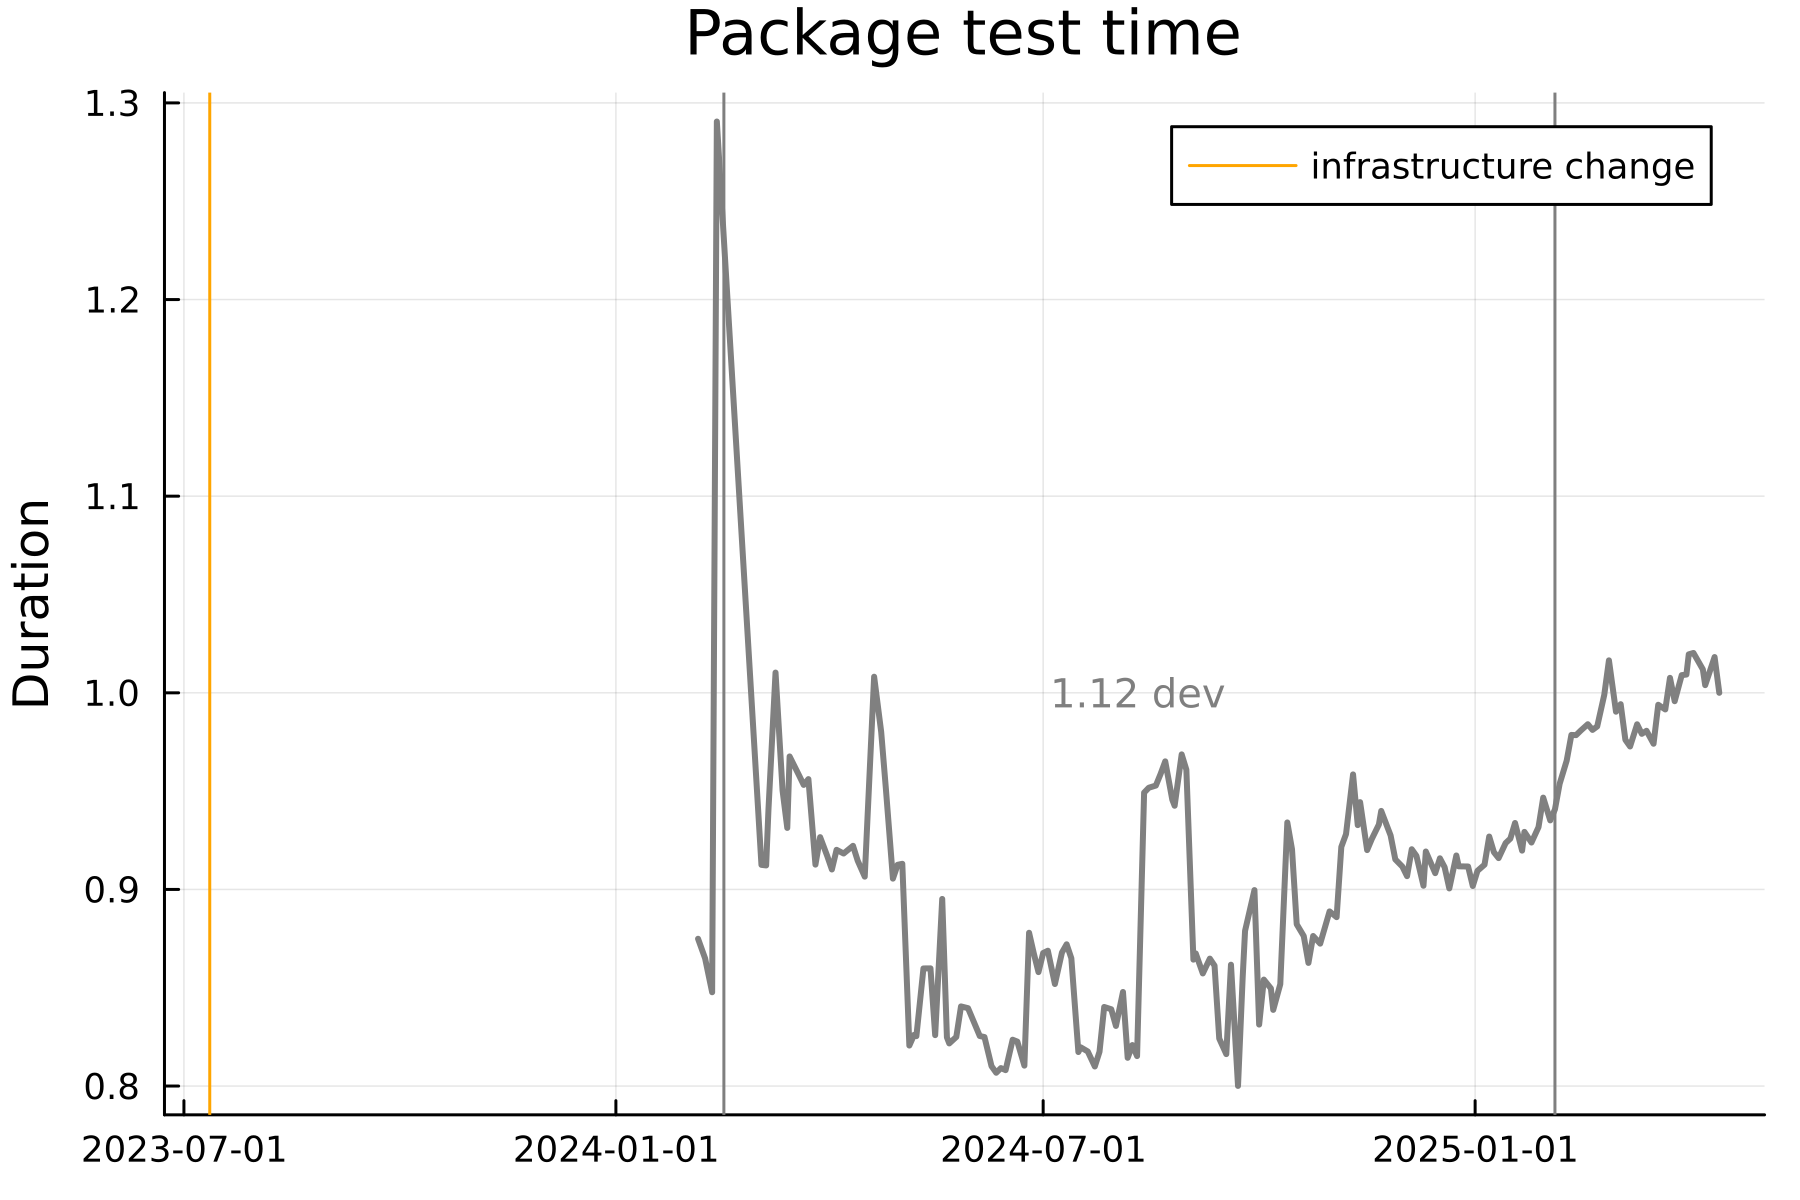 Package test time
1.3
infrastructure change
1.2
1.1
Duration
1.0
1.12 dev
0.9
0.8
2023-07-01
2024-01-01
2024-07-01
2025-01-01